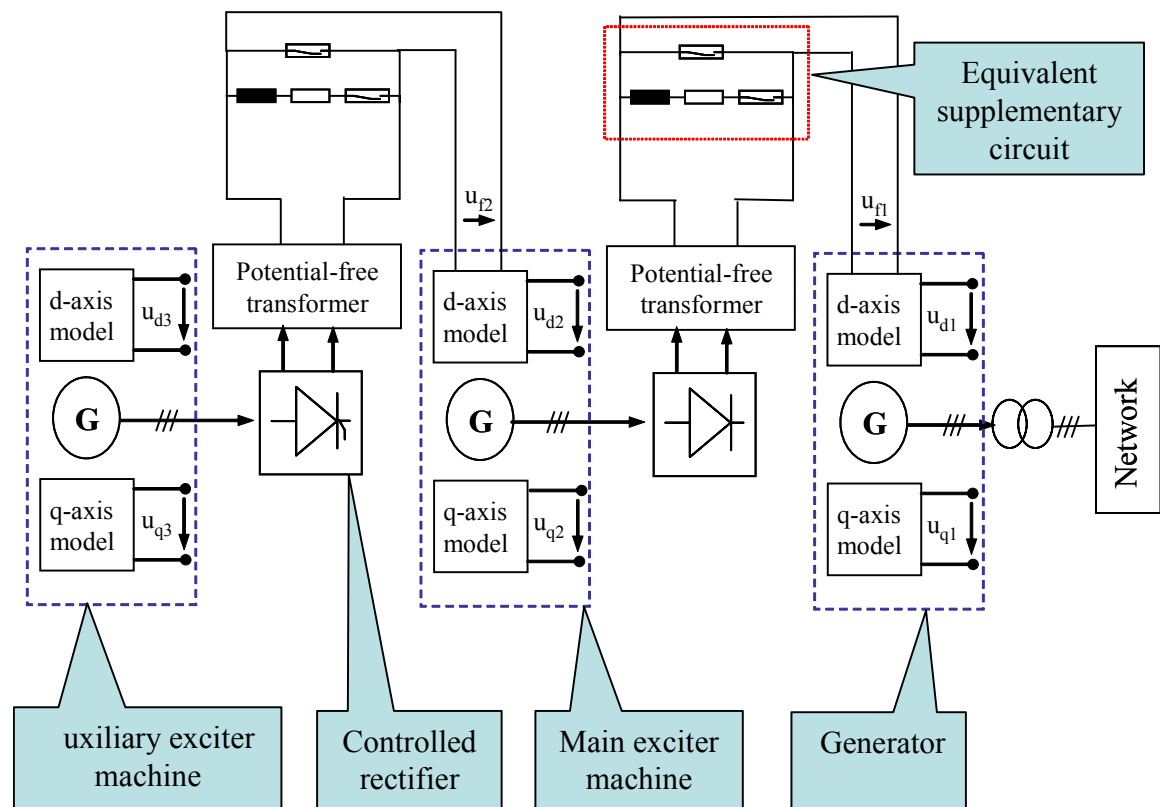 Equivalent
supplementary
circuit
u_f2
u_f1
Potential-free
transformer
Potential-free
transformer
d-axis
model
u_d3
d-axis
model
u_d2
d-axis
model
u_d1
G
G
G
Network
q-axis
model
u_q3
q-axis
model
u_q2
q-axis
model
u_q1
uxiliary exciter
machine
Controlled
rectifier
Main exciter
machine
Generator